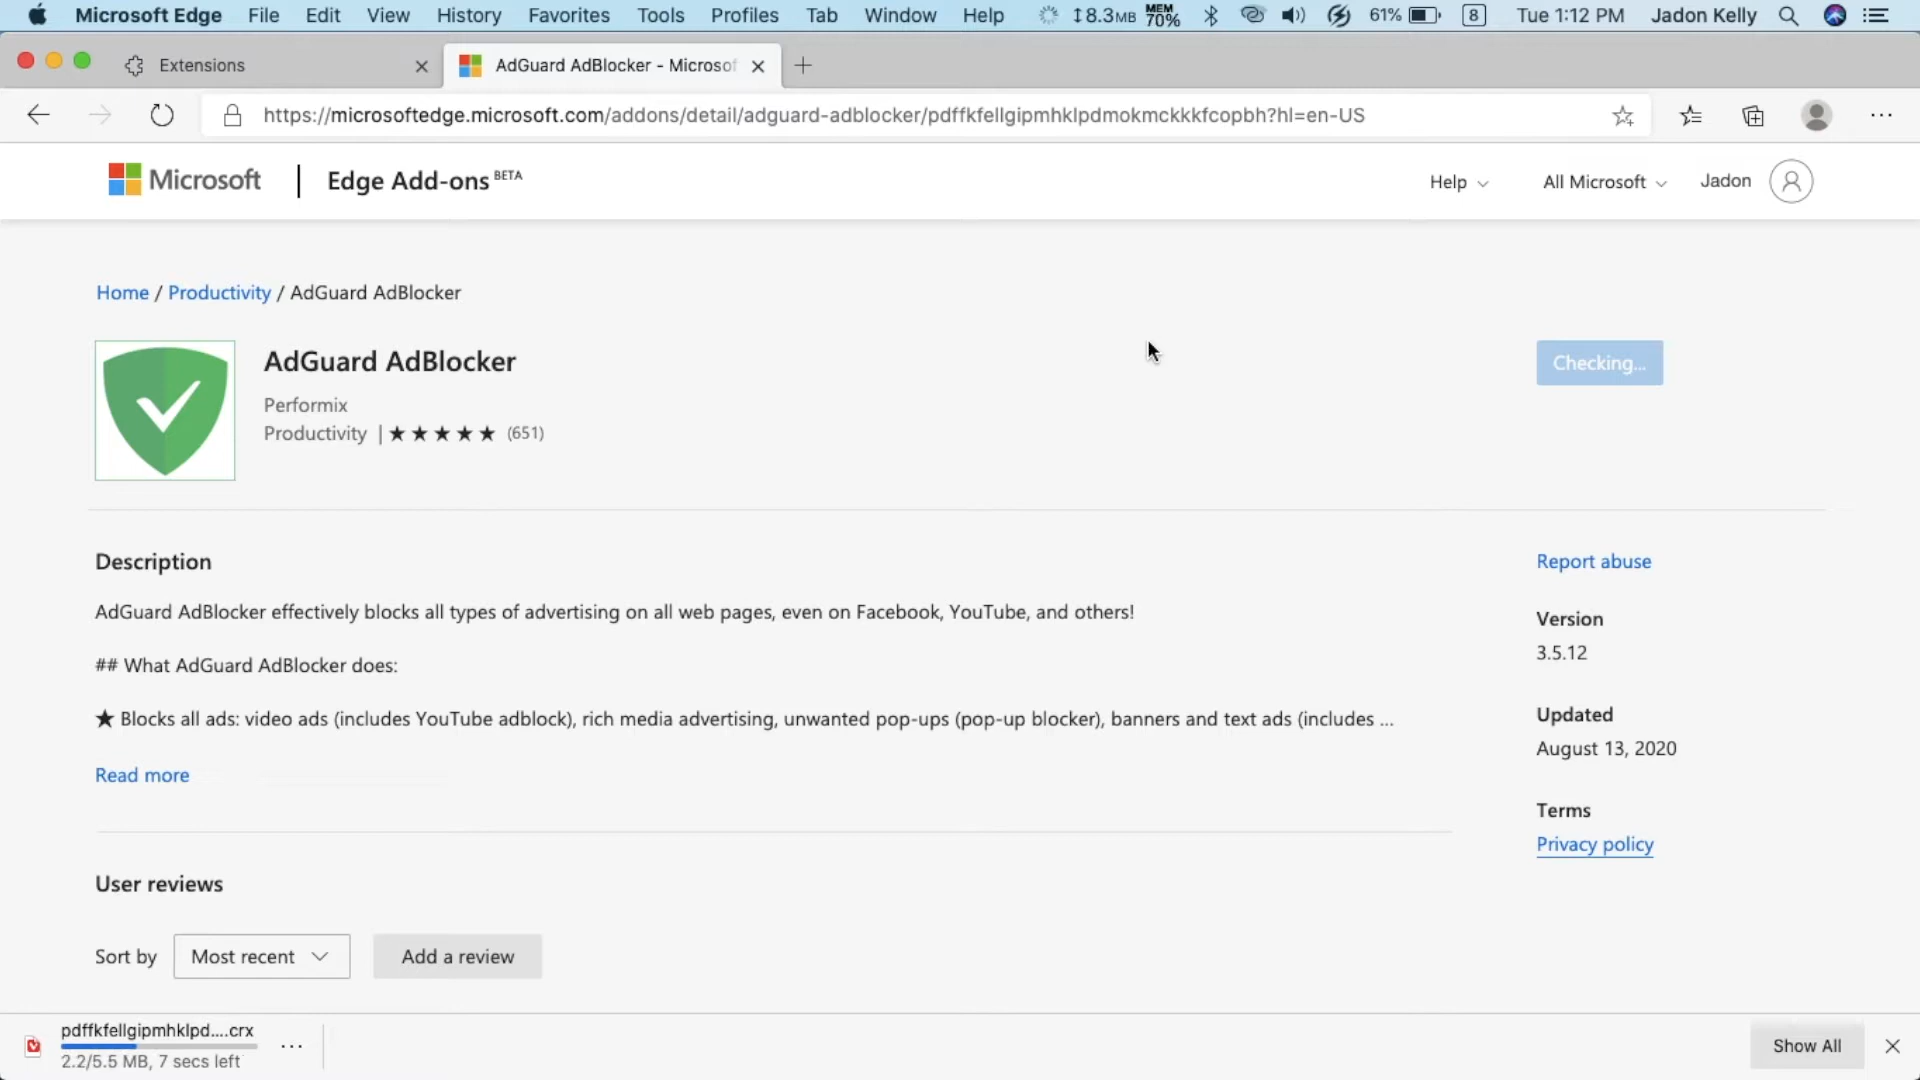 Microsoft Edge File Edit View History Favorites Tools Profiles Tab Window Help 8.3MB MEM 70% 61% 8 Tue 1:12 PM Jadon Kelly
Extensions AdGuard AdBlocker - Microsof
https://microsoftedge.microsoft.com/addons/detail/adguard-adblocker/pdffkfellgipmhklpdmokmckkkfcopbh?hl=en-US
Microsoft | Edge Add-ons BETA Help All Microsoft Jadon
Home / Productivity / AdGuard AdBlocker
AdGuard AdBlocker
Checking...
Performix
Productivity | ★★★★★ (651)
Description
AdGuard AdBlocker effectively blocks all types of advertising on all web pages, even on Facebook, YouTube, and others!
## What AdGuard AdBlocker does:
★ Blocks all ads: video ads (includes YouTube adblock), rich media advertising, unwanted pop-ups (pop-up blocker), banners and text ads (includes ...
Read more
Report abuse
Version
3.5.12
Updated
August 13, 2020
Terms
Privacy policy
User reviews
Sort by Most recent Add a review
pdffkfellgipmhklpd....crx
2.2/5.5 MB, 7 secs left
Show All